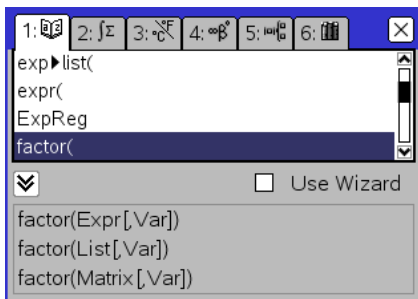 1: 2: ∫Σ 3: °C°F 4: ∞β° 5: 6:
exp▶list(
expr(
ExpReg
factor(
Use Wizard
factor(Expr[,Var])
factor(List[,Var])
factor(Matrix[,Var])